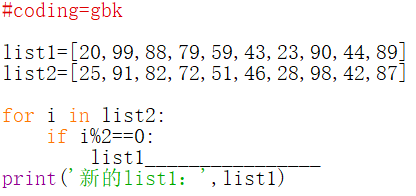 #coding=gbk
list1=[20,99,88,79,59,43,23,90,44,89]
list2=[25,91,82,72,51,46,28,98,42,87]
for i in list2:
    if i%2==0:
        list1________________
print('新的list1：',list1)